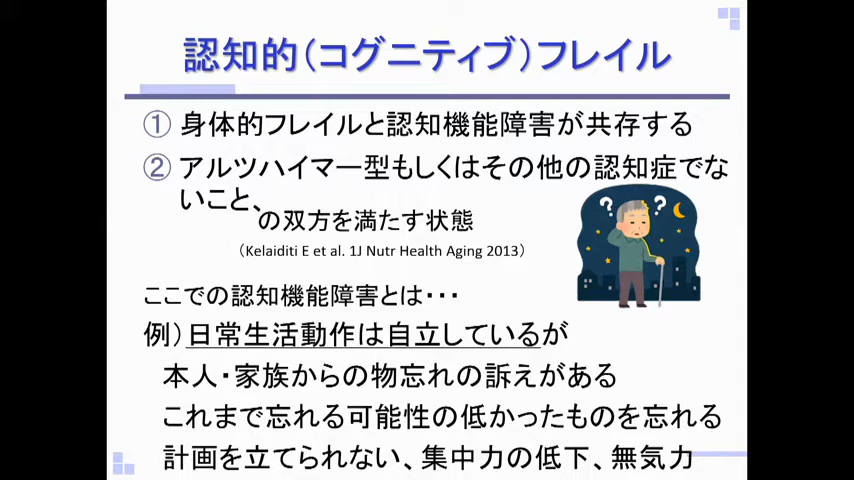 認知的（コグニティブ）フレイル
① 身体的フレイルと認知機能障害が共存する
② アルツハイマー型もしくはその他の認知症でな
いこと、
の双方を満たす状態
（Kelaiditi E et al. 1J Nutr Health Aging 2013）
? ?
ここでの認知機能障害とは・・・
例）日常生活動作は自立しているが
本人・家族からの物忘れの訴えがある
これまで忘れる可能性の低かったものを忘れる
計画を立てられない、集中力の低下、無気力